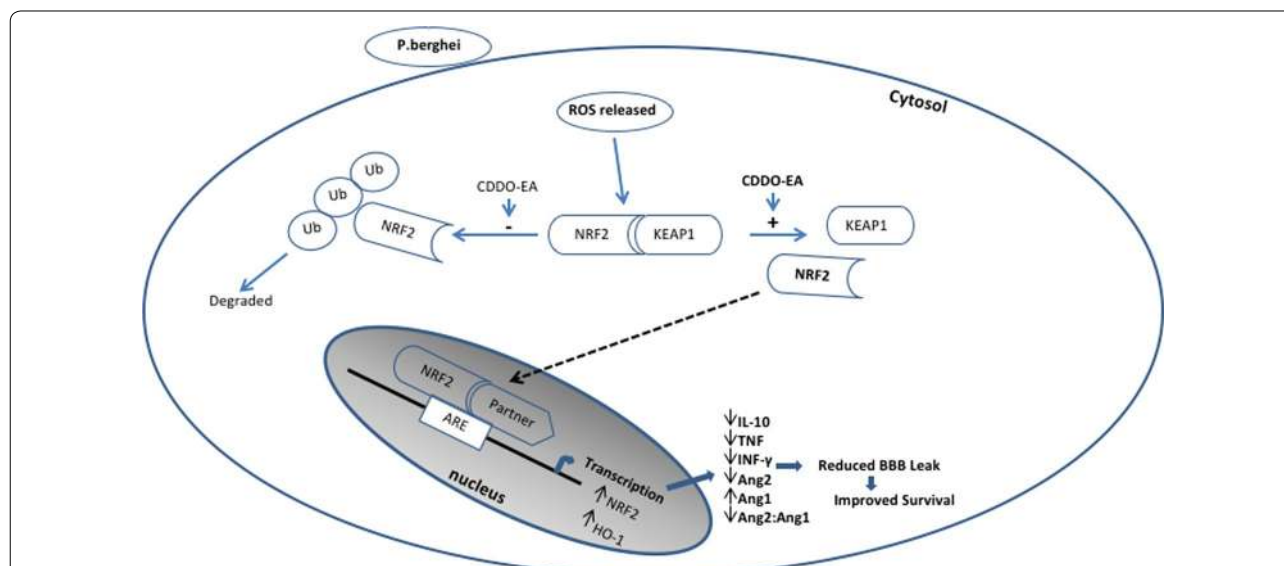 P.berghei
Cytosol
ROS released
Ub
Ub
Ub
NRF2
CDDO-EA
-
NRF2
KEAP1
CDDO-EA
+
KEAP1
NRF2
Degraded
NRF2
Partner
ARE
Transcription
nucleus
↑NRF2
↑HO-1
↓IL-10
↓TNF
↓INF-γ
↓Ang2
↑Ang1
↓Ang2:Ang1
Reduced BBB Leak
Improved Survival